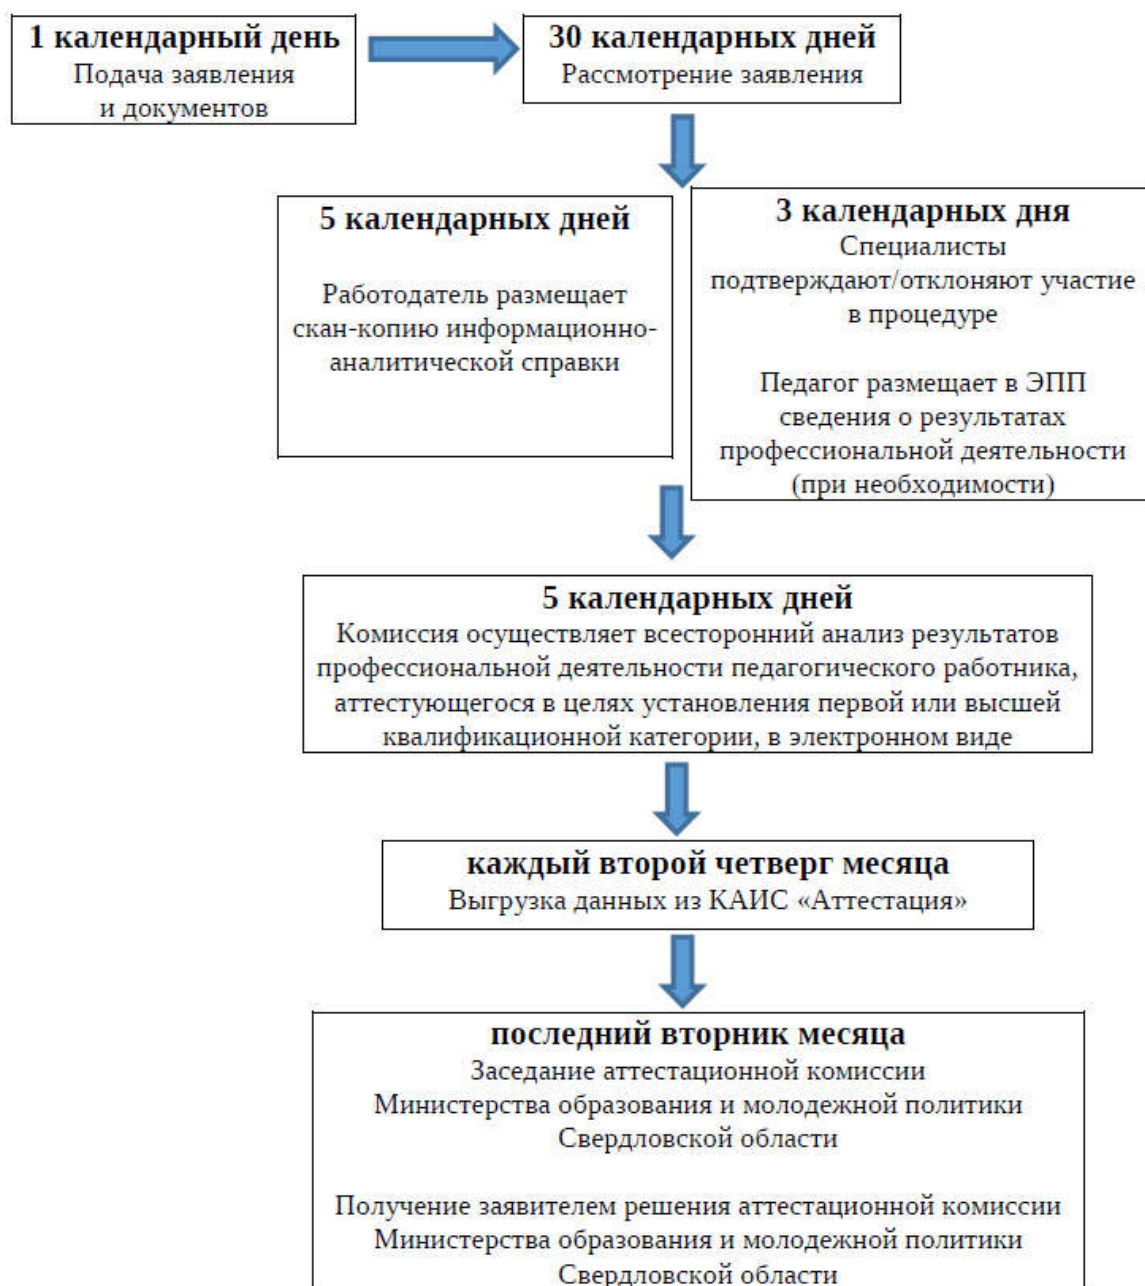 1 календарный день
Подача заявления
и документов
30 календарных дней
Рассмотрение заявления
5 календарных дней
Работодатель размещает
скан-копию информационно-
аналитической справки
3 календарных дня
Специалисты
подтверждают/отклоняют участие
в процедуре
Педагог размещает в ЭПП
сведения о результатах
профессиональной деятельности
(при необходимости)
5 календарных дней
Комиссия осуществляет всесторонний анализ результатов
профессиональной деятельности педагогического работника,
аттестующегося в целях установления первой или высшей
квалификационной категории, в электронном виде
каждый второй четверг месяца
Выгрузка данных из КАИС «Аттестация»
последний вторник месяца
Заседание аттестационной комиссии
Министерства образования и молодежной политики
Свердловской области
Получение заявителем решения аттестационной комиссии
Министерства образования и молодежной политики
Свердловской области